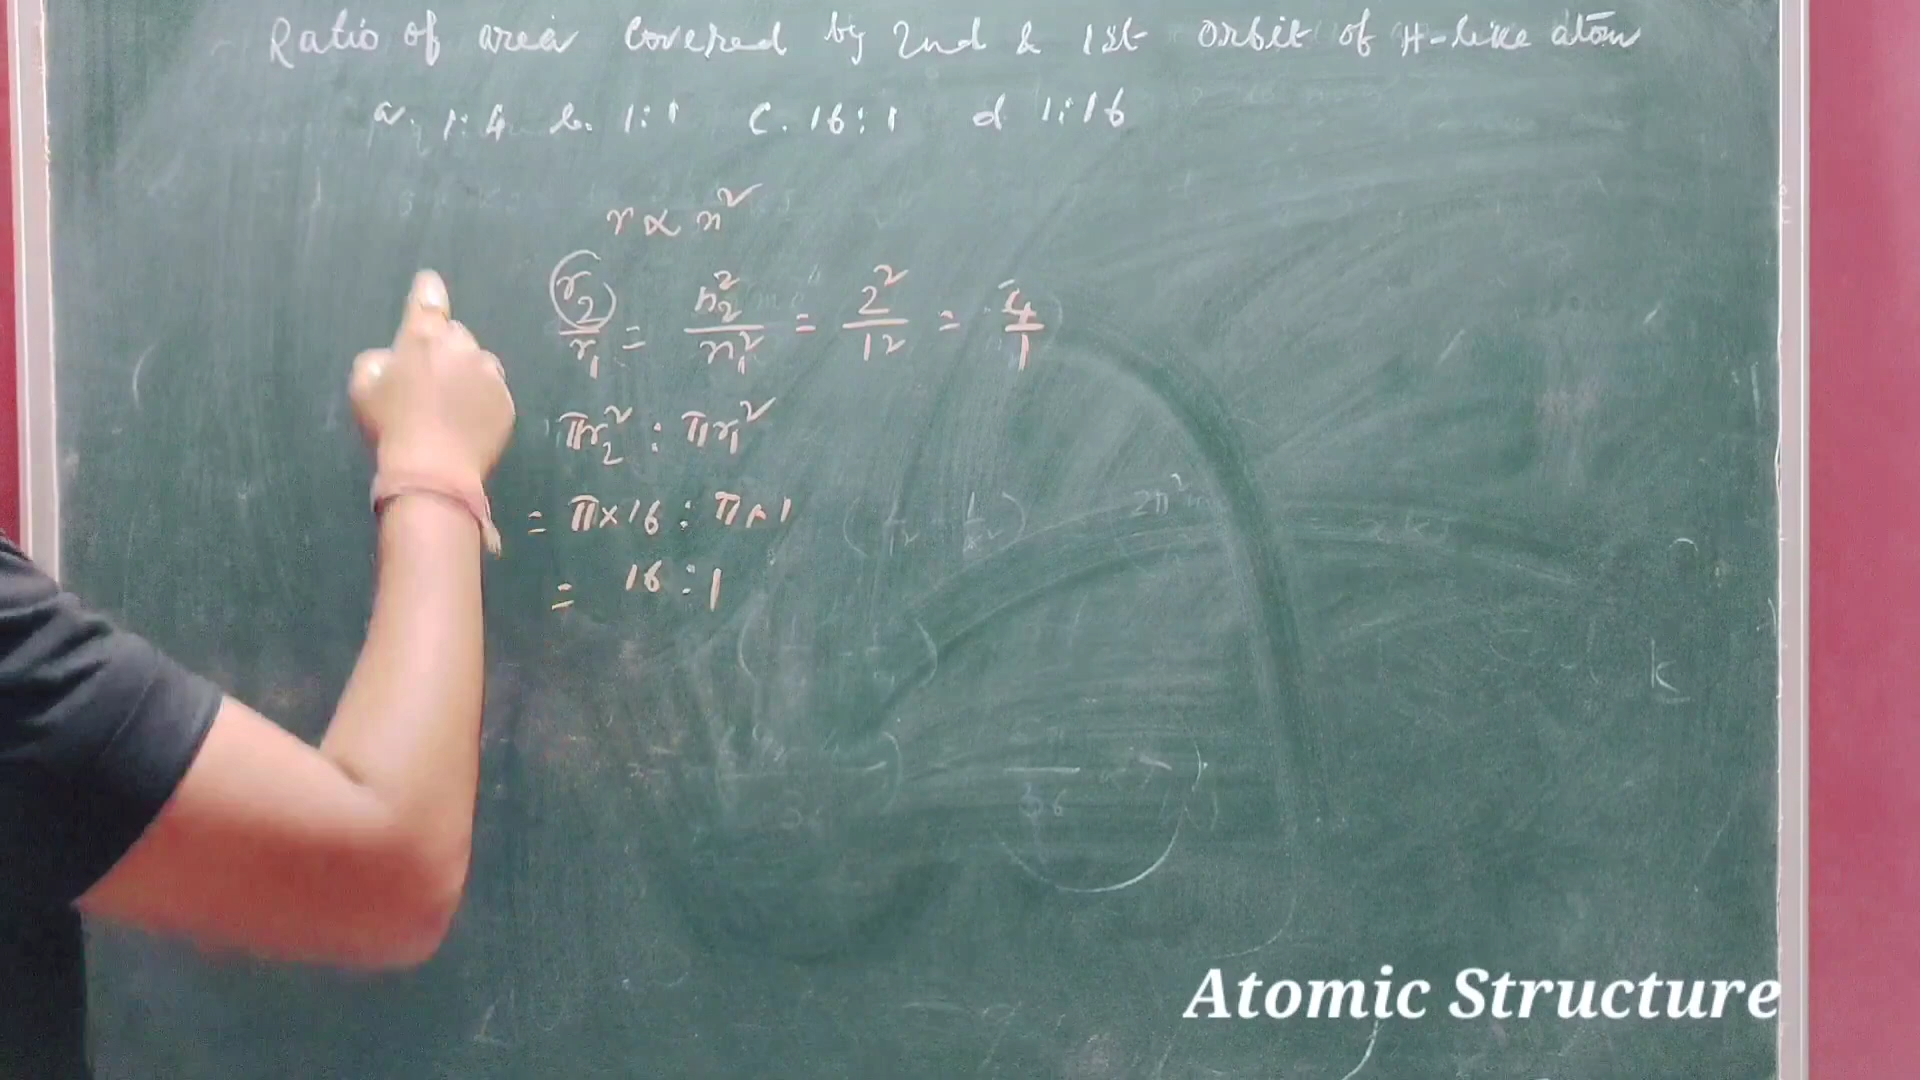 Ratio of area covered by 2nd & 1st orbit of H-like atom
a. 1:4 b. 1:1 c. 16:1 d 1:16
r ∝ n²
r₂/r₁ = n₂²/n₁² = 2²/1² = 4/1
πr₂² : πr₁²
= π×16 : π×1
= 16 : 1
k
Atomic Structure